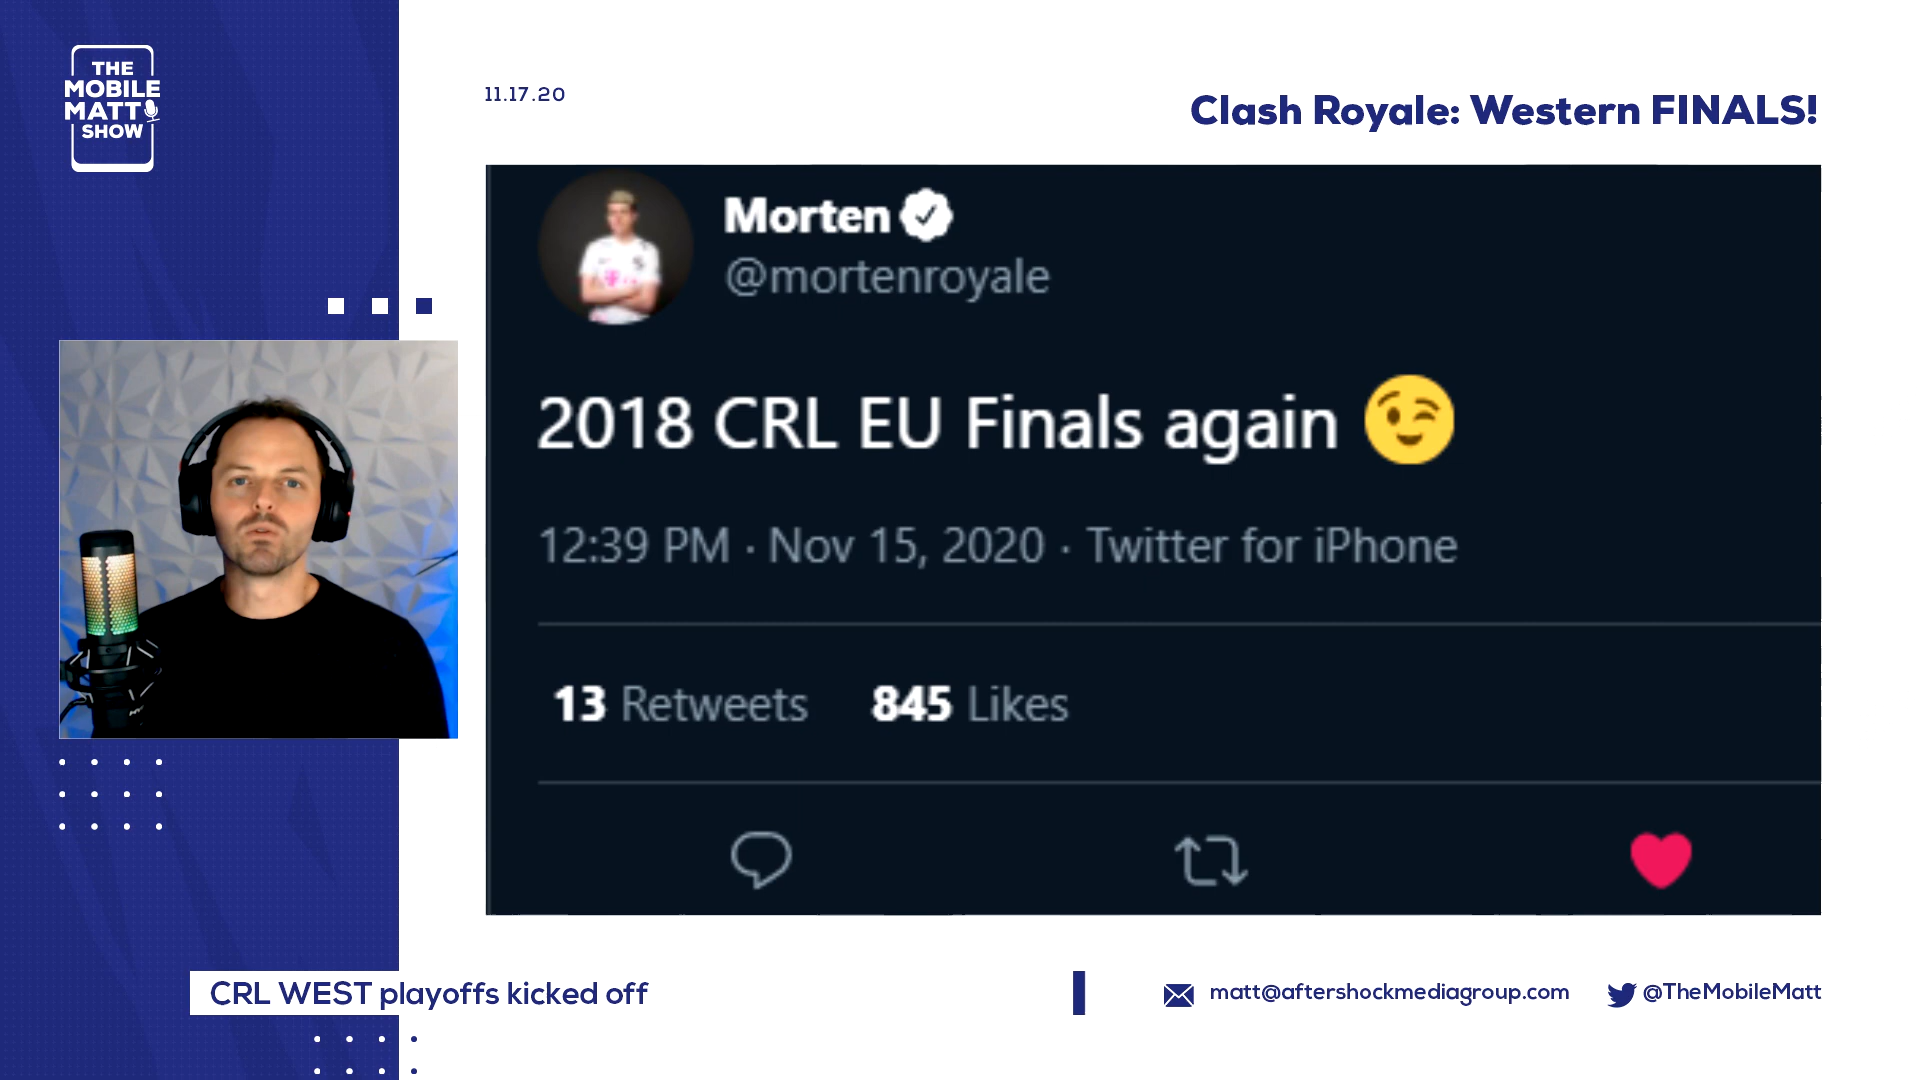 THE
MOBILE
MATT
SHOW
11.17.20
Clash Royale: Western FINALS!
Morten
@mortenroyale
2018 CRL EU Finals again 😉
12:39 PM · Nov 15, 2020 · Twitter for iPhone
13 Retweets 845 Likes
CRL WEST playoffs kicked off
matt@aftershockmediagroup.com @TheMobileMatt